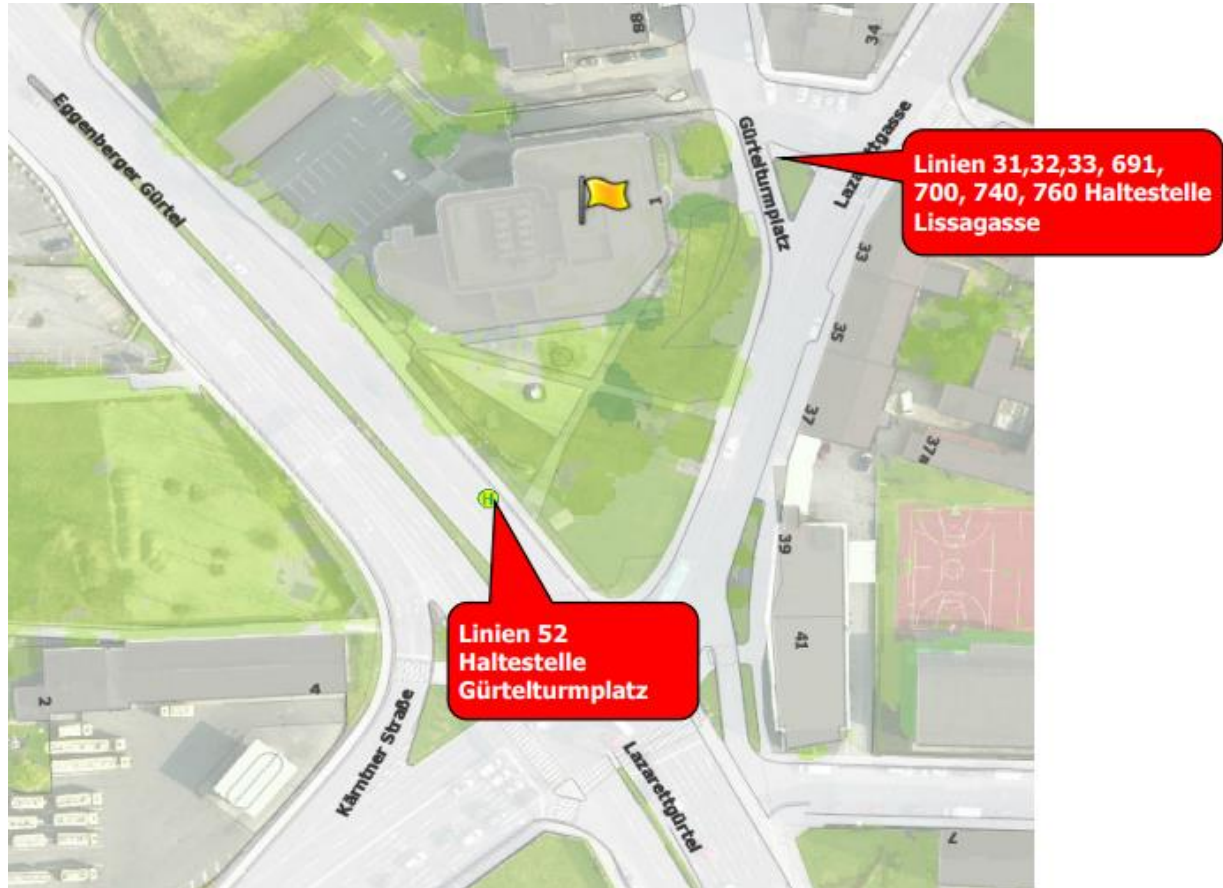 88
34
Eggenberger Gürtel
Gürtelturmplatz
Lazarettgasse
Linien 31,32,33, 691,
700, 740, 760 Haltestelle
Lissagasse
1
33
35
37
37a
H
39
41
Linien 52
Haltestelle
Gürtelturmplatz
2
4
Kärntner Straße
Lazarettgürtel
7